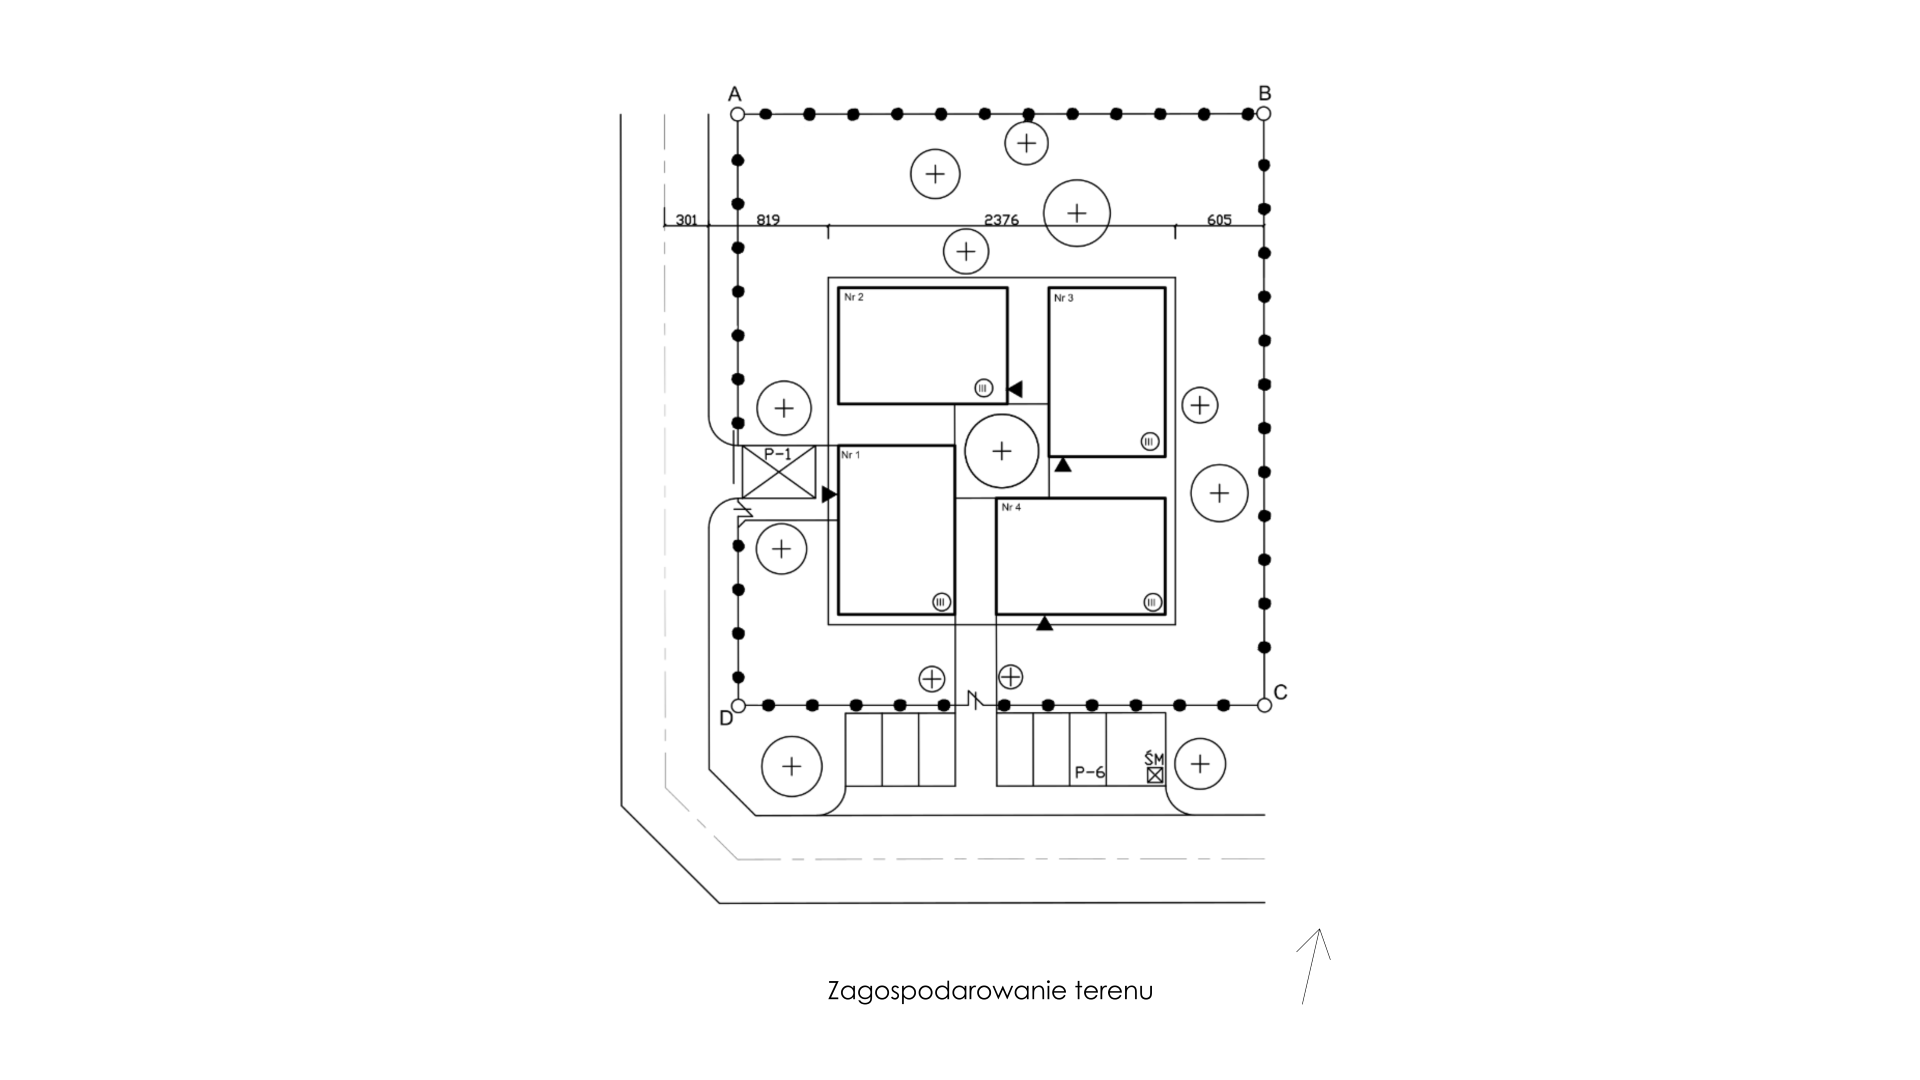 A
B
301
819
2376
605
Nr 2
Nr 3
III
III
P-1
Nr 1
Nr 4
III
III
C
D
ŚM
P-6
Zagospodarowanie terenu